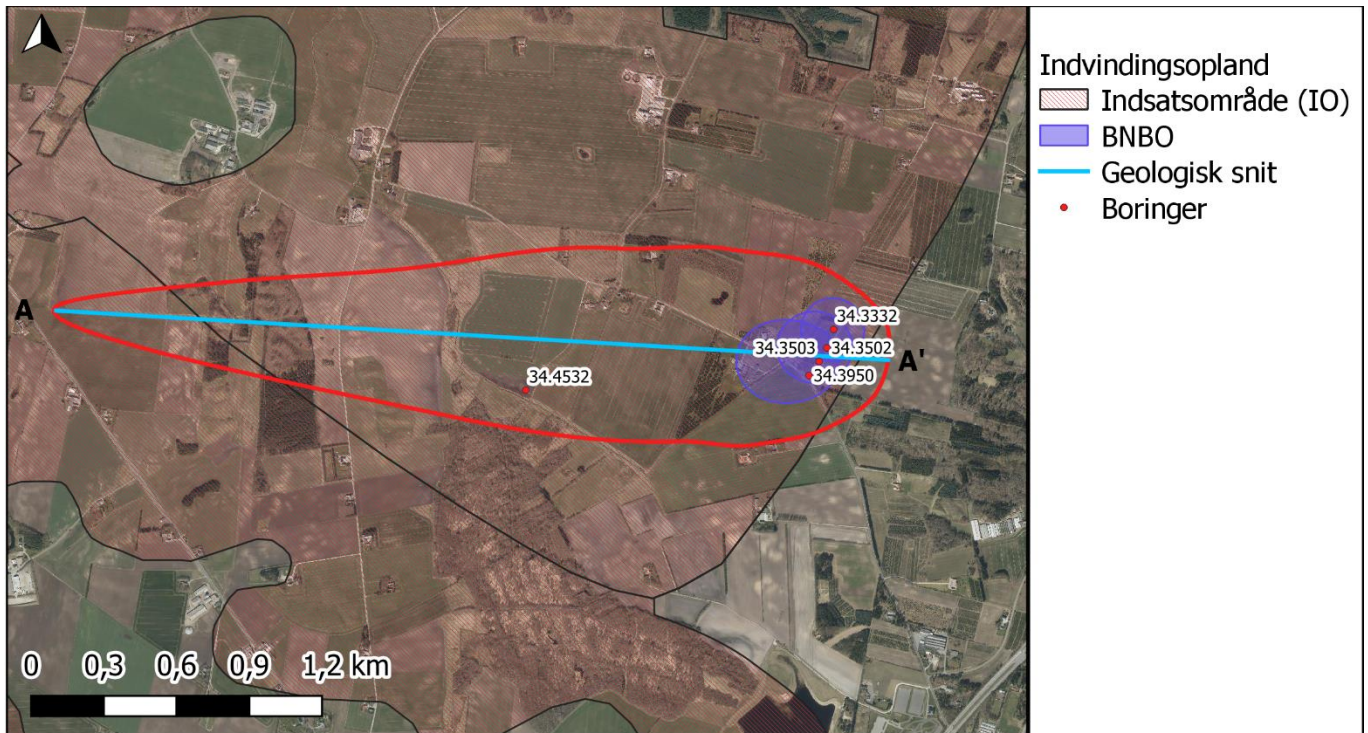 A
34.3332
34.3503
34.3502
A'
34.3950
34.4532
0 0,3 0,6 0,9 1,2 km
Indvindingsopland
Indsatsområde (IO)
BNBO
Geologisk snit
Boringer